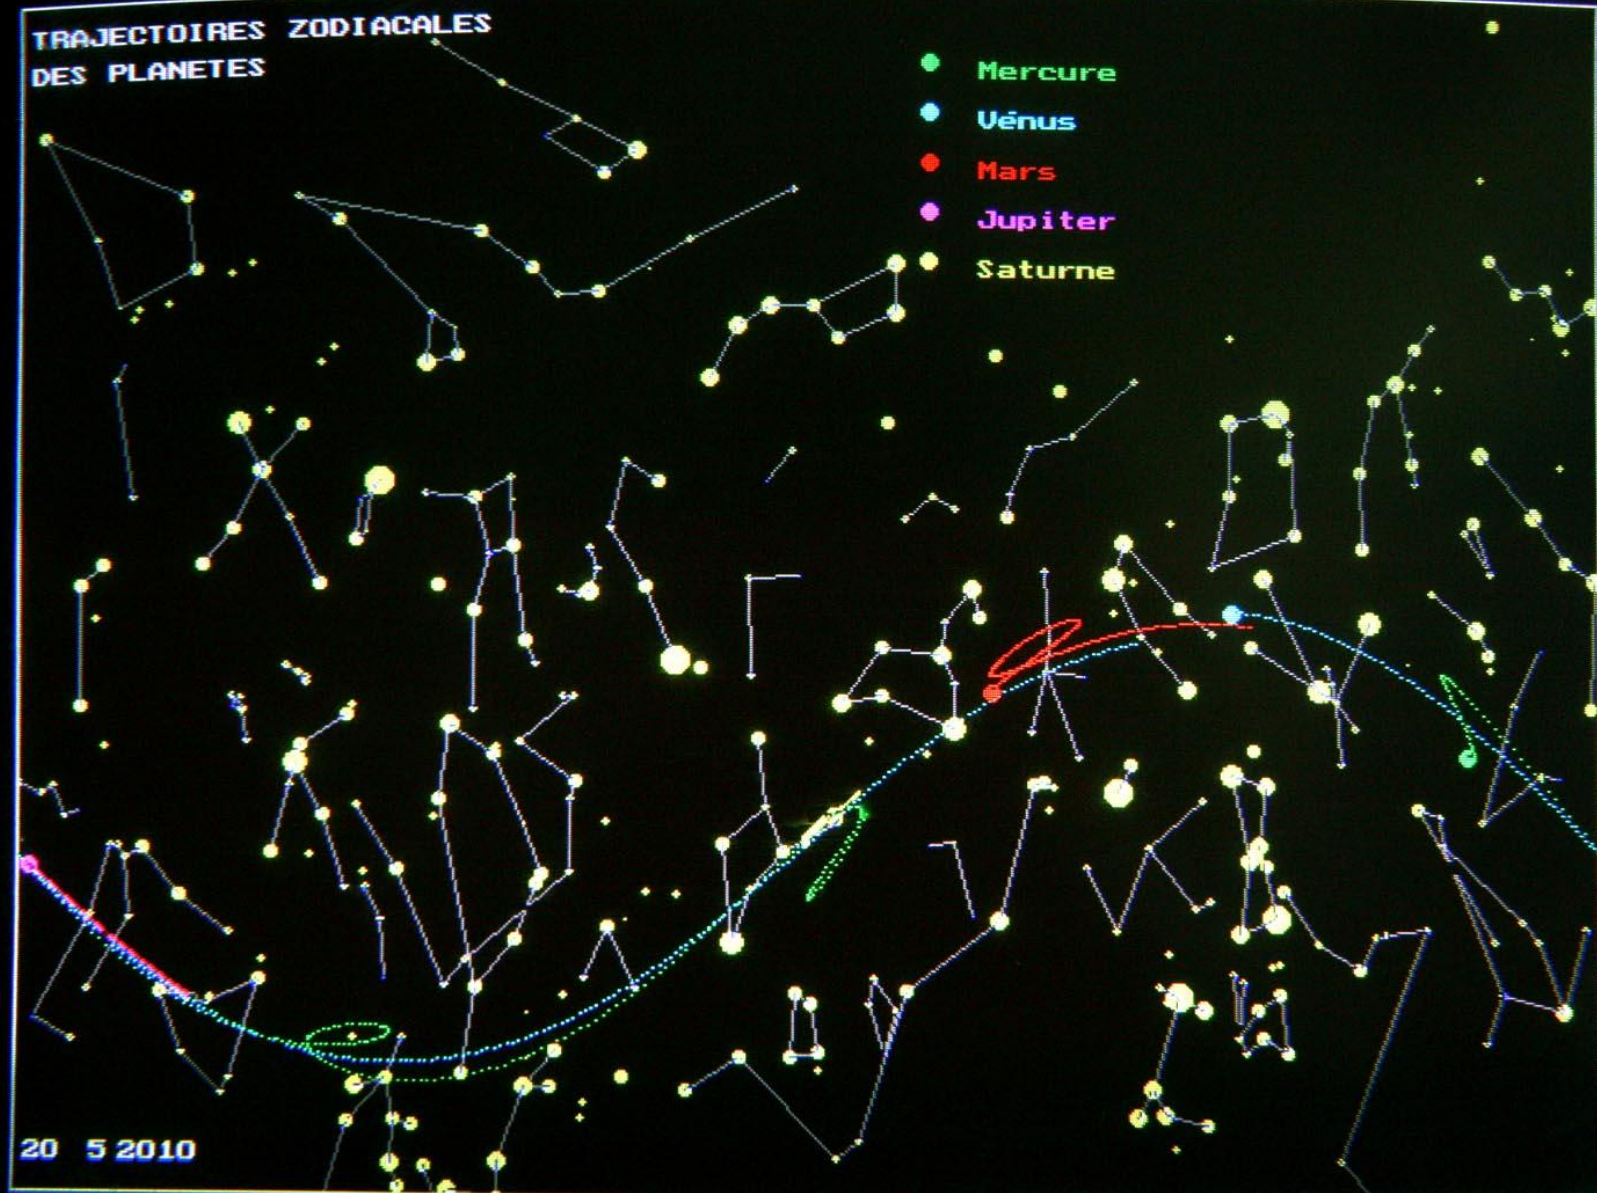 TRAJECTOIRES ZODIACALES
DES PLANETES
Mercure
Vénus
Mars
Jupiter
Saturne
20 5 2010